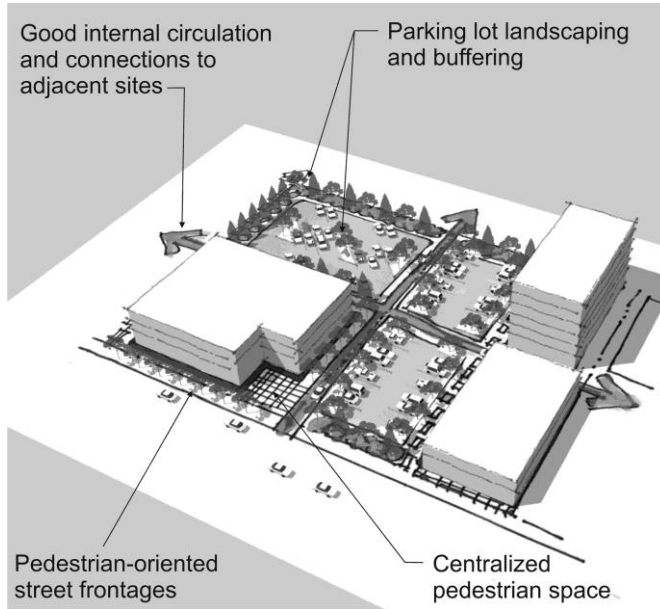 Good internal circulation
and connections to
adjacent sites
Parking lot landscaping
and buffering
Pedestrian-oriented
street frontages
Centralized
pedestrian space